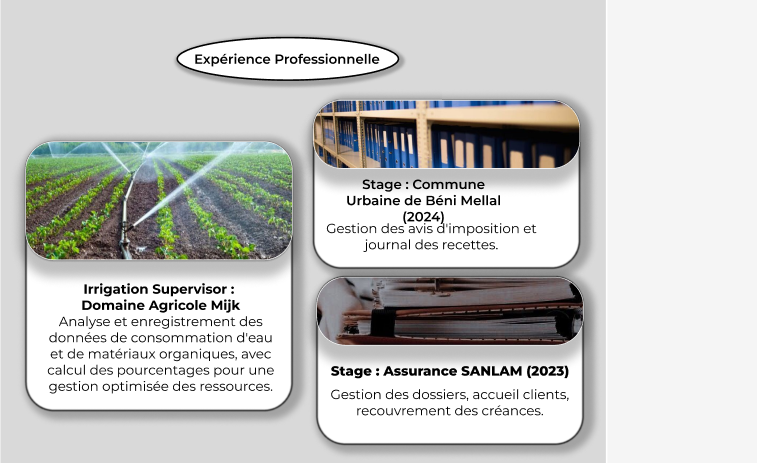 Expérience Professionnelle
Irrigation Supervisor :
Domaine Agricole Mijk
Analyse et enregistrement des
données de consommation d'eau
et de matériaux organiques, avec
calcul des pourcentages pour une
gestion optimisée des ressources.
Stage : Commune
Urbaine de Béni Mellal
(2024)
Gestion des avis d'imposition et
journal des recettes.
Stage : Assurance SANLAM (2023)
Gestion des dossiers, accueil clients,
recouvrement des créances.